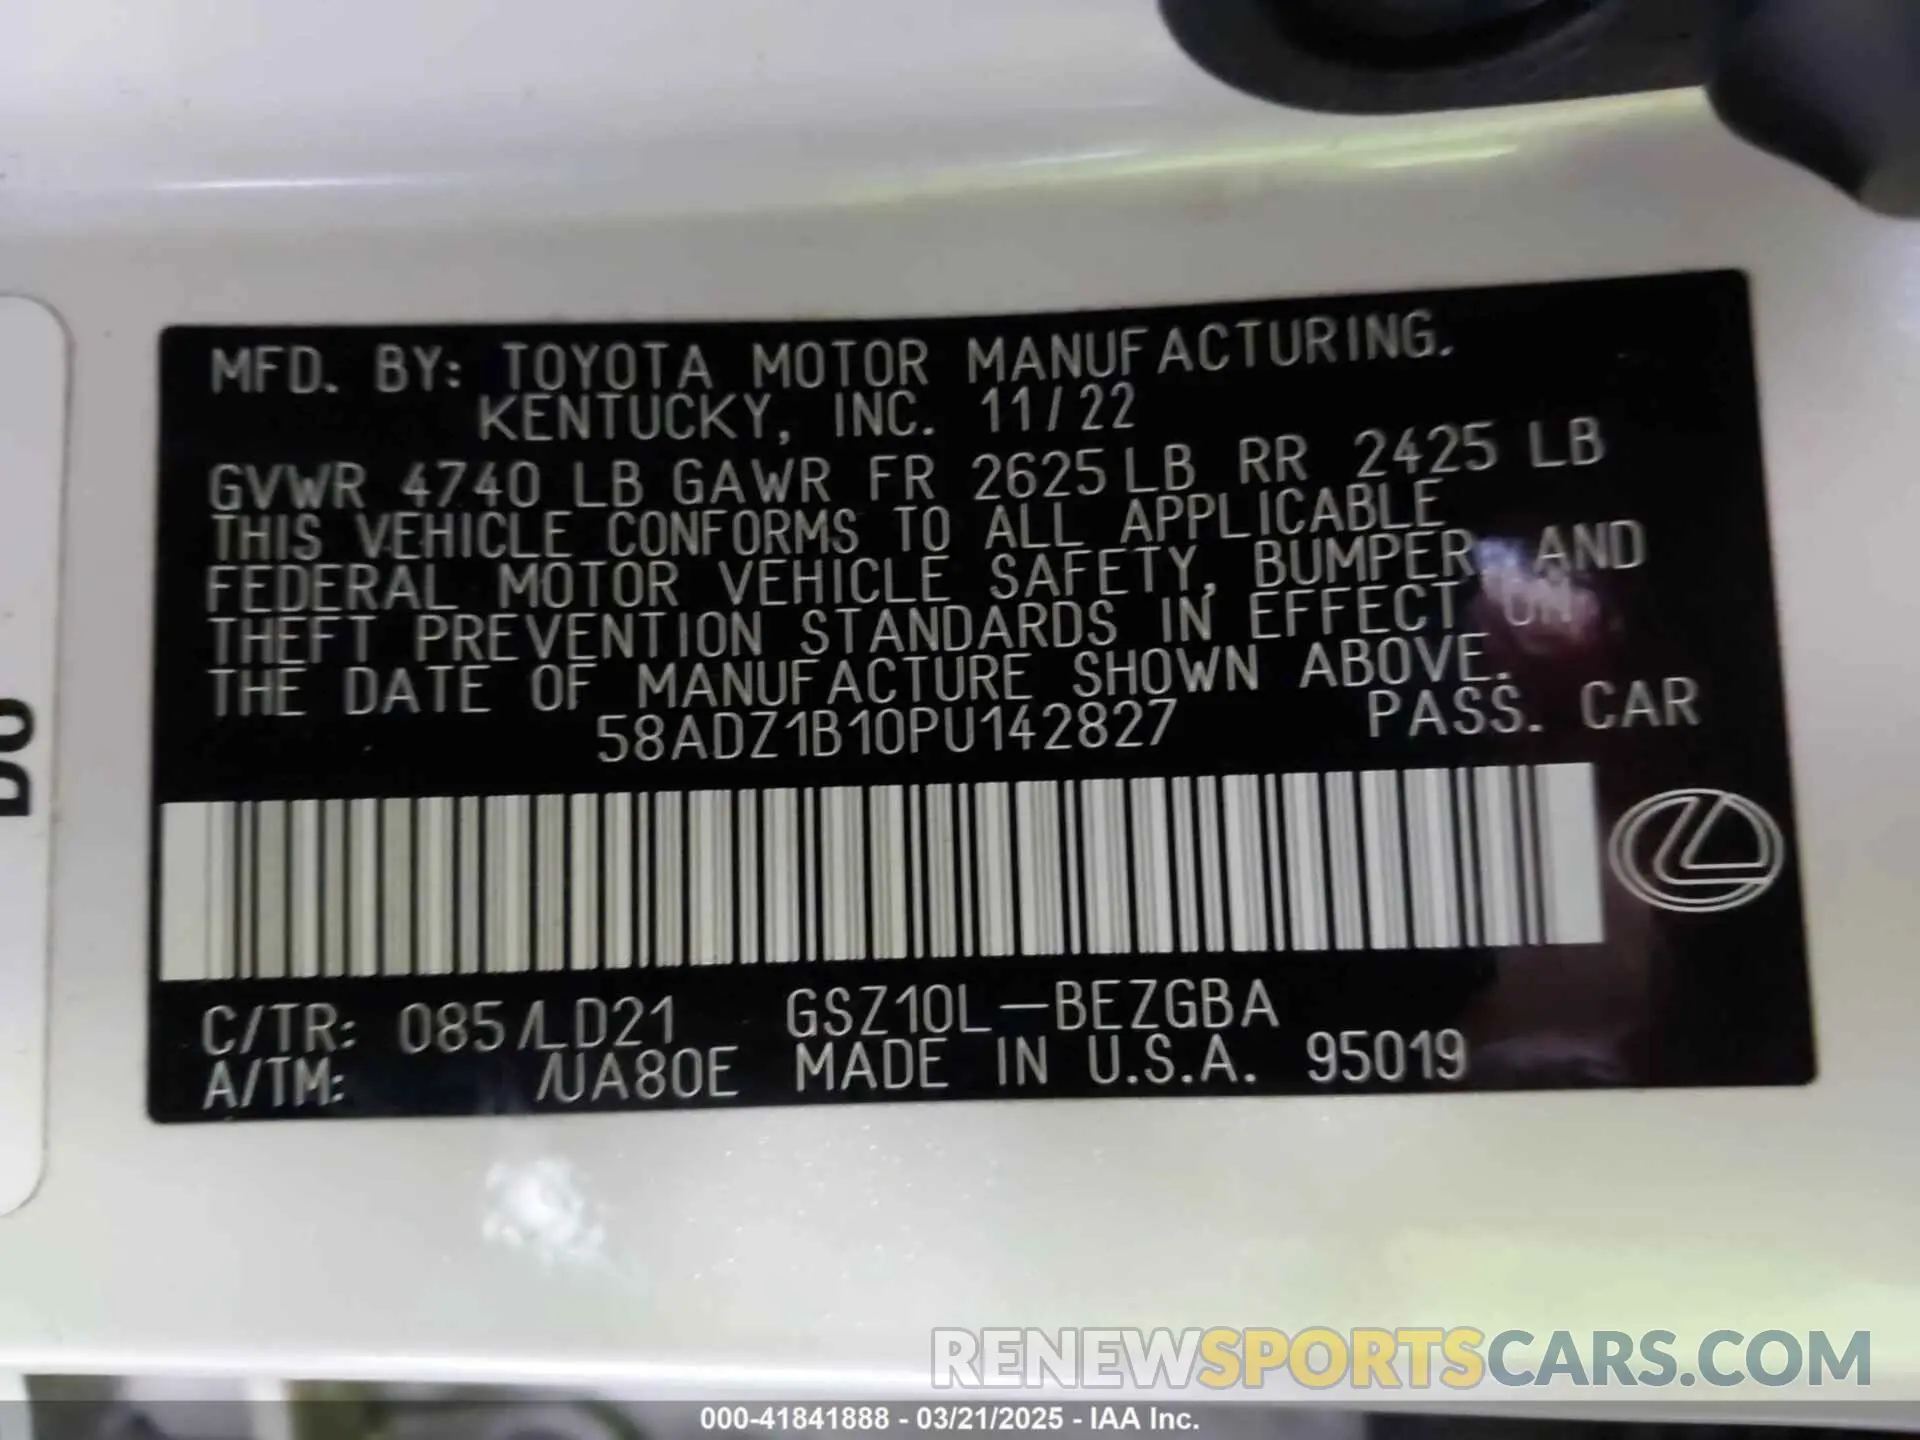 MFD. BY: TOYOTA MOTOR MANUFACTURING.
KENTUCKY, INC. 11/22
GVWR 4740 LB GAWR FR 2625 LB RR 2425 LB
THIS VEHICLE CONFORMS TO ALL APPLICABLE
FEDERAL MOTOR VEHICLE SAFETY, BUMPER, AND
THEFT PREVENTION STANDARDS IN EFFECT ON
THE DATE OF MANUFACTURE SHOWN ABOVE.
58ADZ1B10PU142827 PASS. CAR
C/TR: 085/LD21 GSZ10L-BEZGBA
A/TM: /UA80E MADE IN U.S.A. 95019
RENEWSPORTSCARS.COM
000-41841888 - 03/21/2025 - IAA Inc.